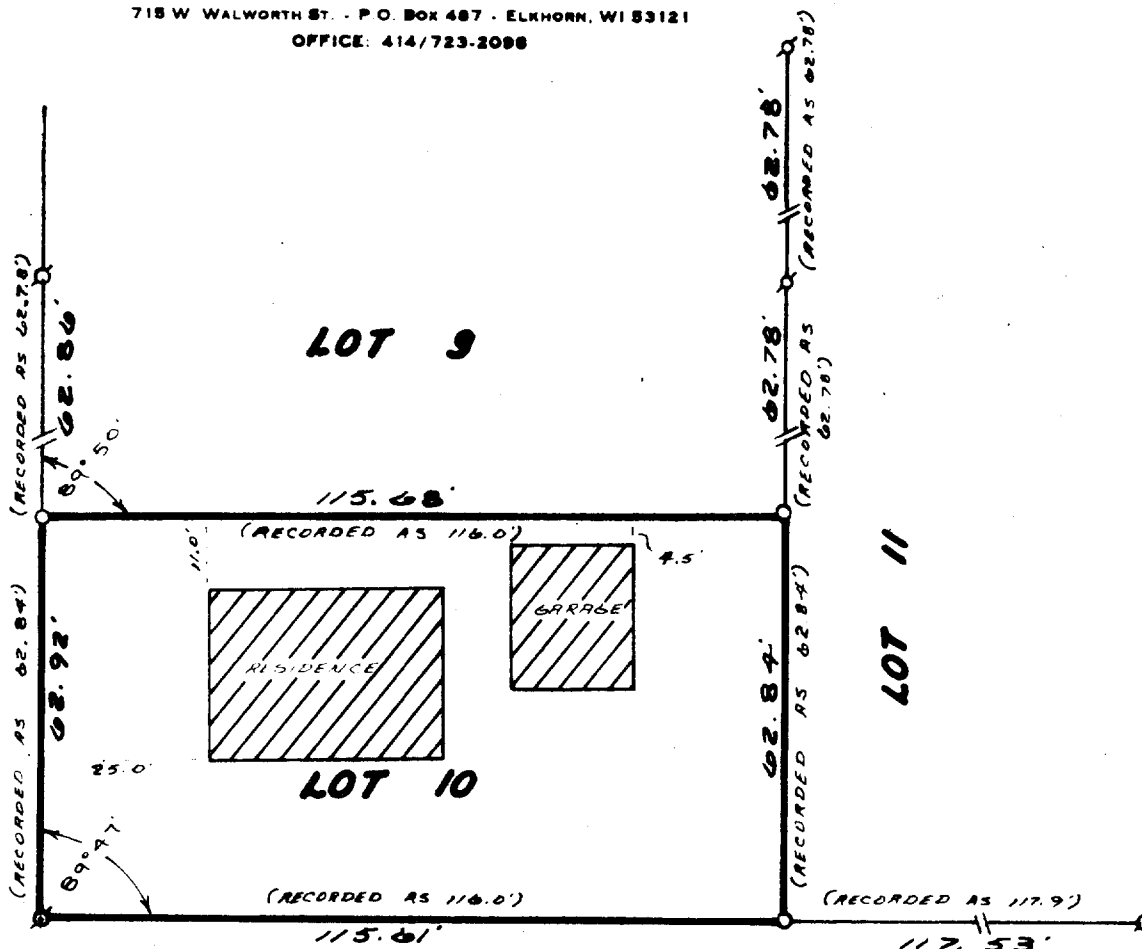 715 W WALWORTH ST. - P.O. BOX 487 - ELKHORN, WI 53121
OFFICE: 414/723-2098
62.78'
(RECORDED AS 62.78')
(RECORDED AS 62.78')
62.86'
LOT 9
62.78'
(RECORDED AS
62.78')
89° 50'
115.68'
(RECORDED AS 116.0')
11.0'
4.5'
LOT 11
GARAGE
RESIDENCE
(RECORDED AS 62.84')
62.92'
62.84'
(RECORDED AS 62.84')
25.0'
LOT 10
89° 47'
(RECORDED AS 116.0')
115.61'
(RECORDED AS 117.9')
117.53'